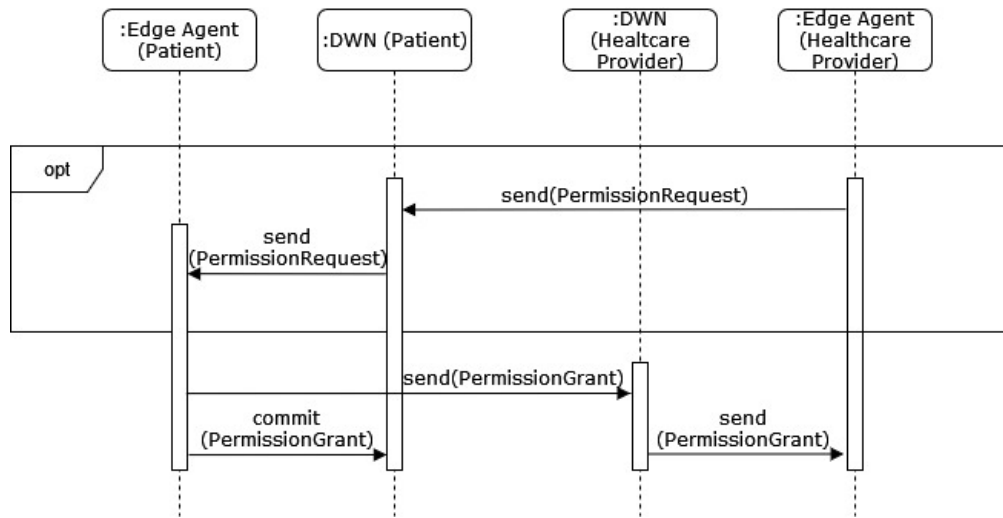 :Edge Agent
(Patient)
:DWN (Patient)
:DWN
(Healtcare
Provider)
:Edge Agent
(Healthcare
Provider)
opt
send(PermissionRequest)
send
(PermissionRequest)
send(PermissionGrant)
commit
(PermissionGrant)
send
(PermissionGrant)